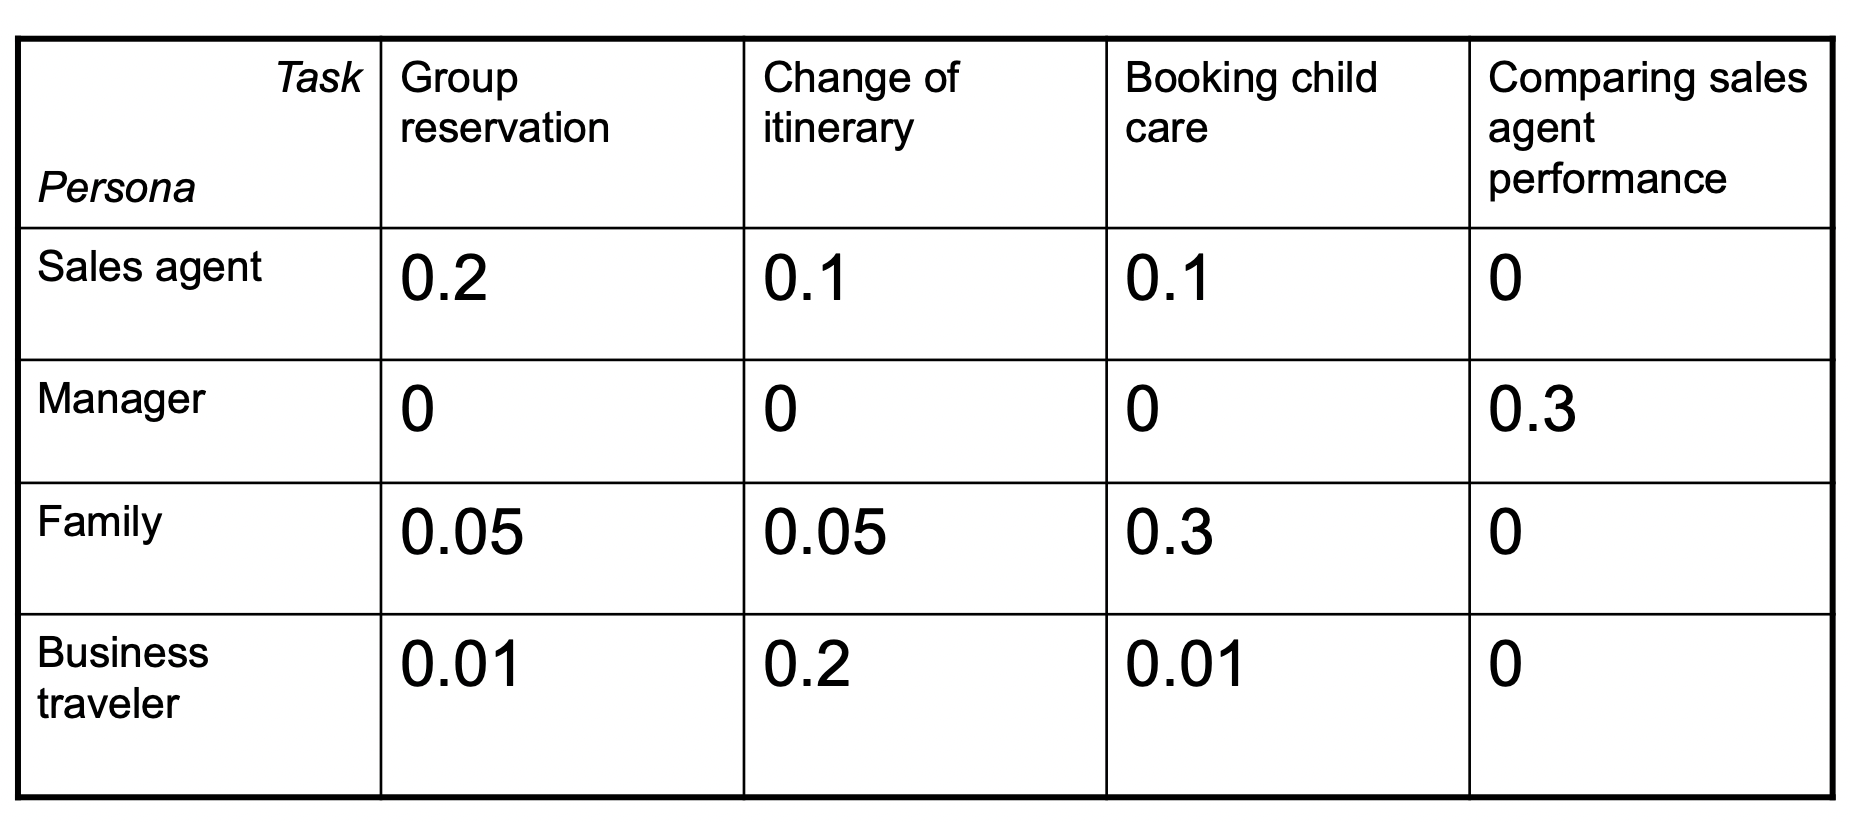 Task
Persona
Group
reservation
Change of
itinerary
Booking child
care
Comparing sales
agent
performance
Sales agent
0.2
0.1
0.1
0
Manager
0
0
0
0.3
Family
0.05
0.05
0.3
0
Business
traveler
0.01
0.2
0.01
0